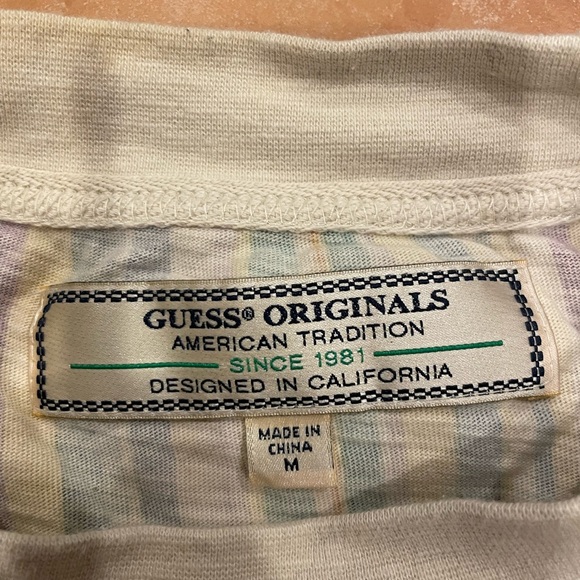 GUESS® ORIGINALS
AMERICAN TRADITION
SINCE 1981
DESIGNED IN CALIFORNIA
MADE IN
CHINA
M